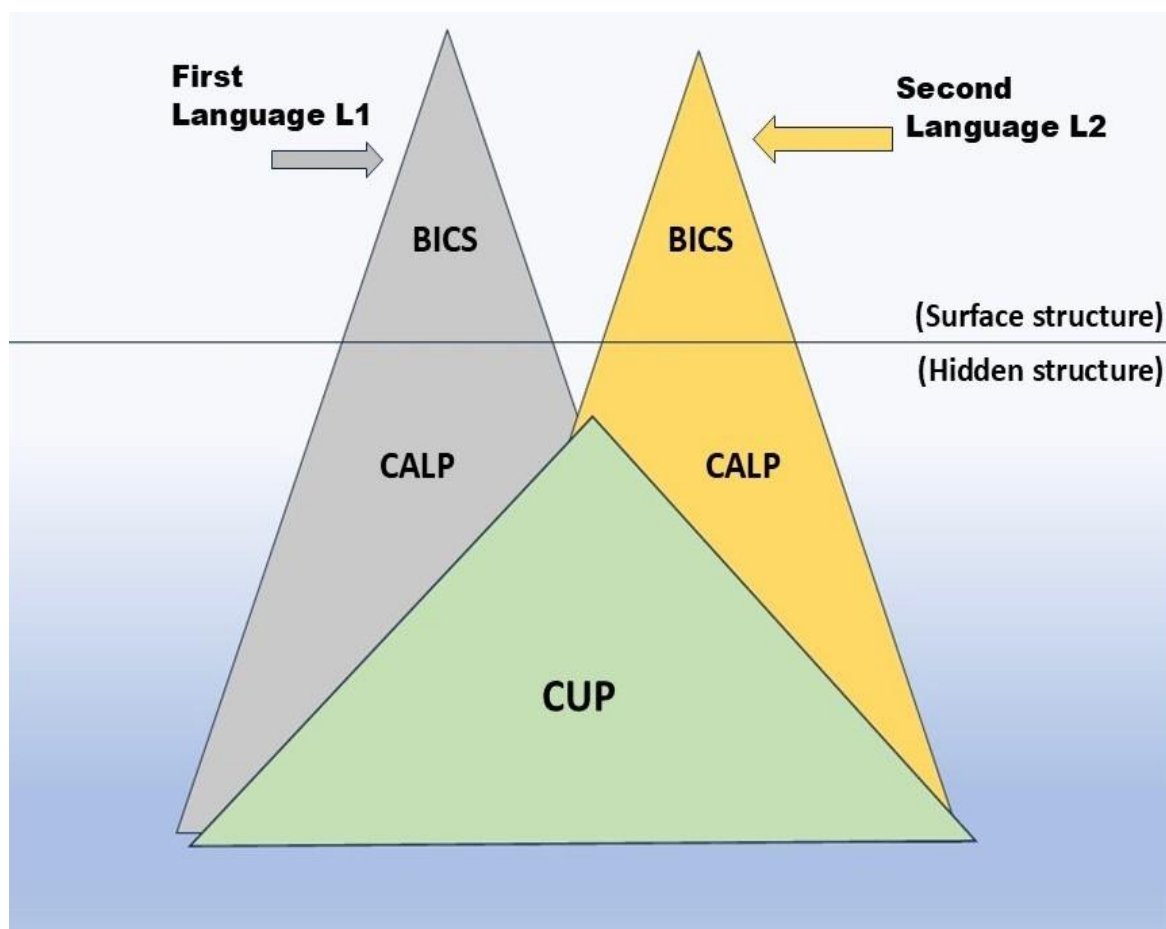 First
Language L1
Second
Language L2
BICS
BICS
(Surface structure)
(Hidden structure)
CALP
CALP
CUP